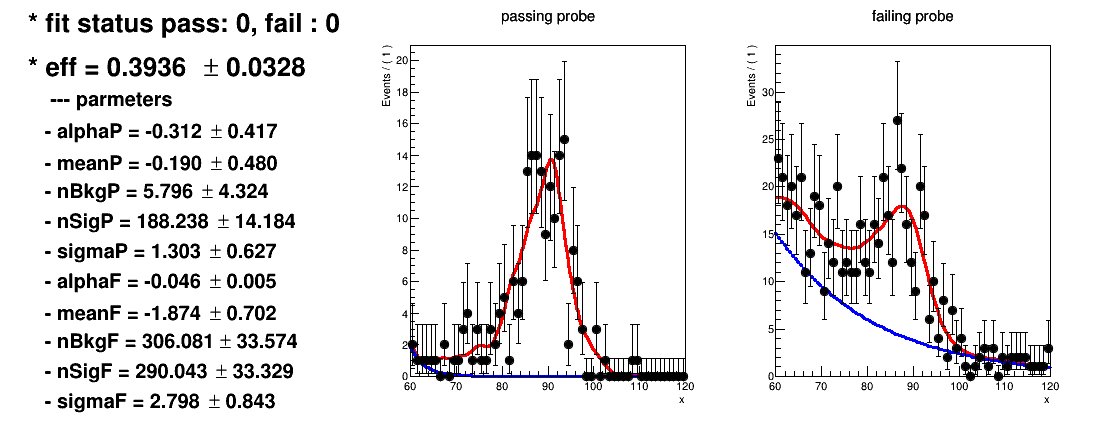 * fit status pass: 0, fail : 0
* eff = 0.3936 ± 0.0328
--- parmeters
- alphaP = -0.312 ± 0.417
- meanP = -0.190 ± 0.480
- nBkgP = 5.796 ± 4.324
- nSigP = 188.238 ± 14.184
- sigmaP = 1.303 ± 0.627
- alphaF = -0.046 ± 0.005
- meanF = -1.874 ± 0.702
- nBkgF = 306.081 ± 33.574
- nSigF = 290.043 ± 33.329
- sigmaF = 2.798 ± 0.843
passing probe
Events / ( 1 )
20
18
16
14
12
10
8
6
4
2
0
60 70 80 90 100 110 120
x
failing probe
Events / ( 1 )
30
25
20
15
10
5
0
60 70 80 90 100 110 120
x